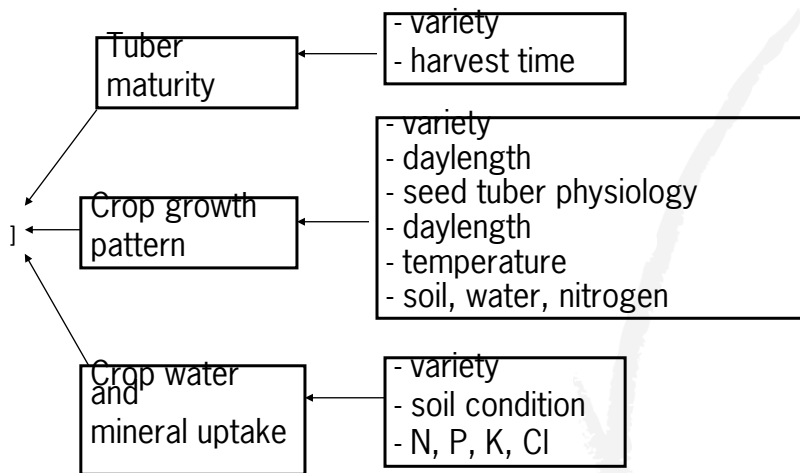 Tuber
maturity
- variety
- harvest time
]
Crop growth
pattern
- variety
- daylength
- seed tuber physiology
- daylength
- temperature
- soil, water, nitrogen
Crop water
and
mineral uptake
- variety
- soil condition
- N, P, K, Cl